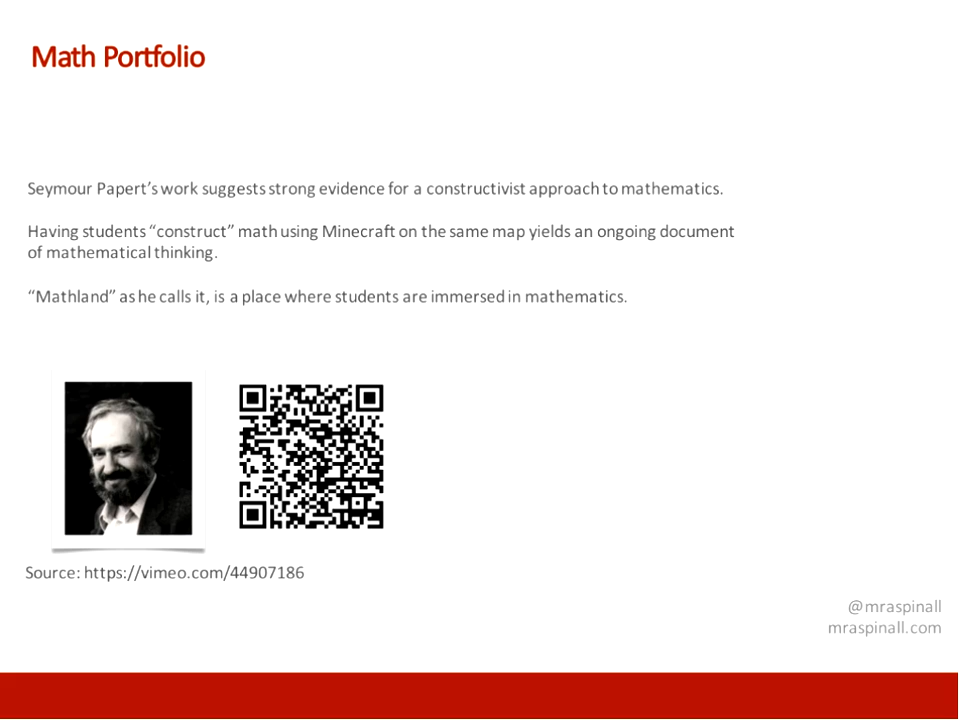 Math Portfolio
Seymour Papert’s work suggests strong evidence for a constructivist approach to mathematics.
Having students “construct” math using Minecraft on the same map yields an ongoing document
of mathematical thinking.
“Mathland” as he calls it, is a place where students are immersed in mathematics.
Source: https://vimeo.com/44907186
@mraspinall
mraspinall.com